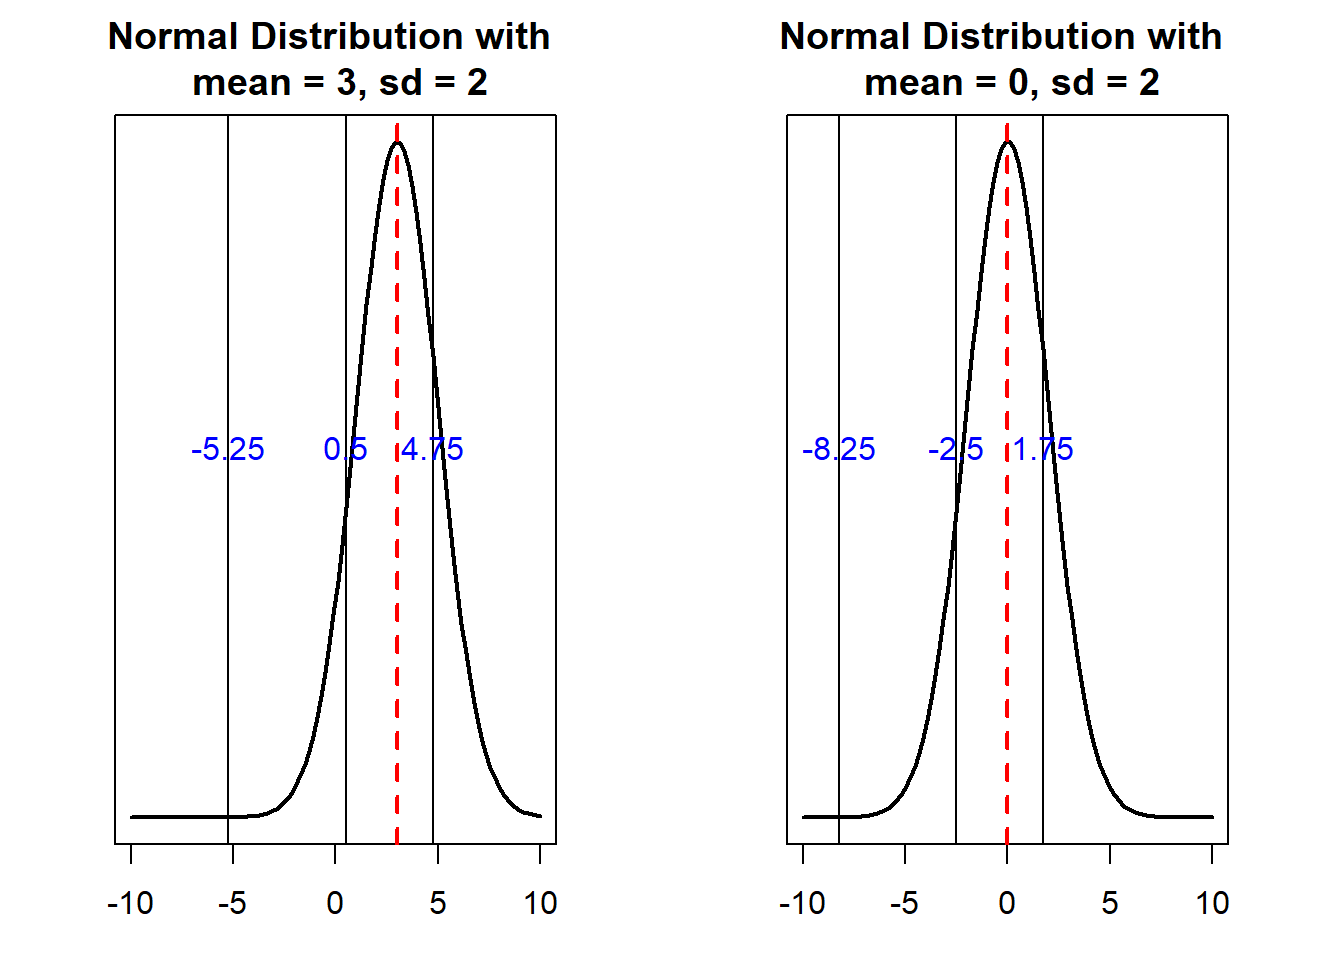 Normal Distribution with
mean = 3, sd = 2
-5.25 0.5 4.75
-10 -5 0 5 10
Normal Distribution with
mean = 0, sd = 2
-8.25 -2.5 1.75
-10 -5 0 5 10